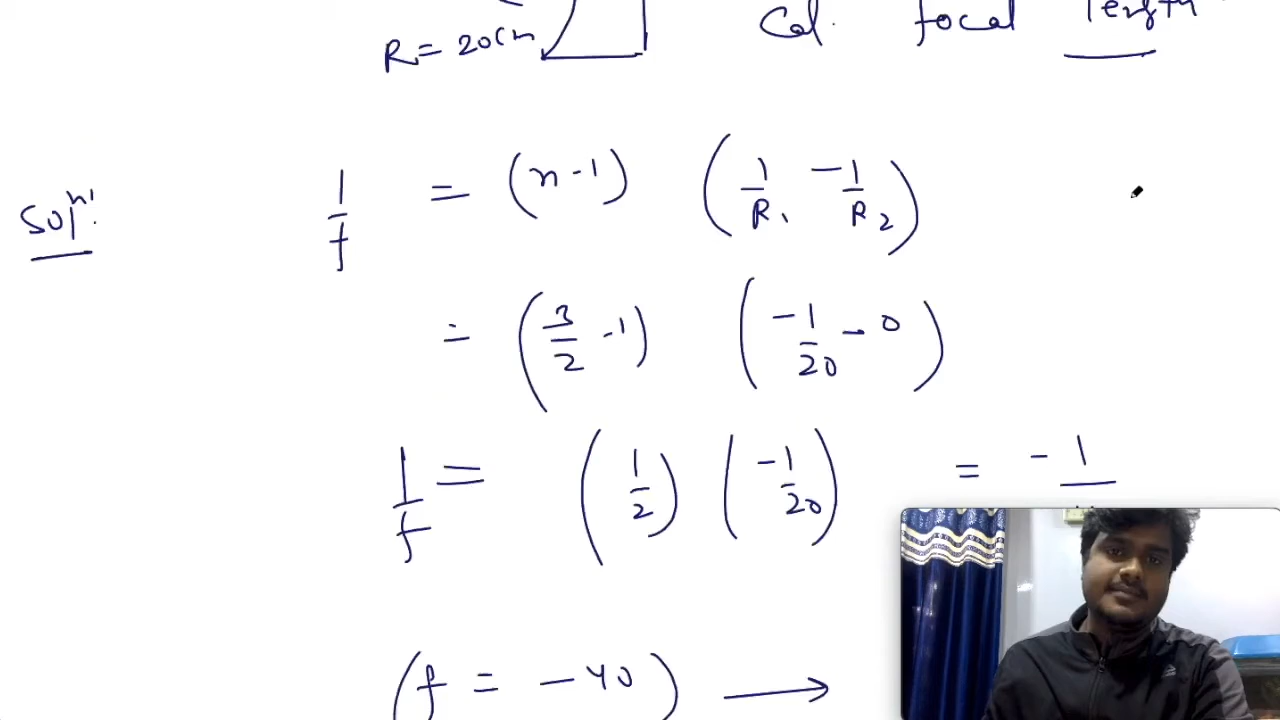 R = 20cm Cal. focal length
Solⁿ: 1/f = (n - 1) (1/R₁ - 1/R₂)
= (3/2 - 1) (-1/20 - 0)
1/f = (1/2) (-1/20) = - 1
(f = - 40) →